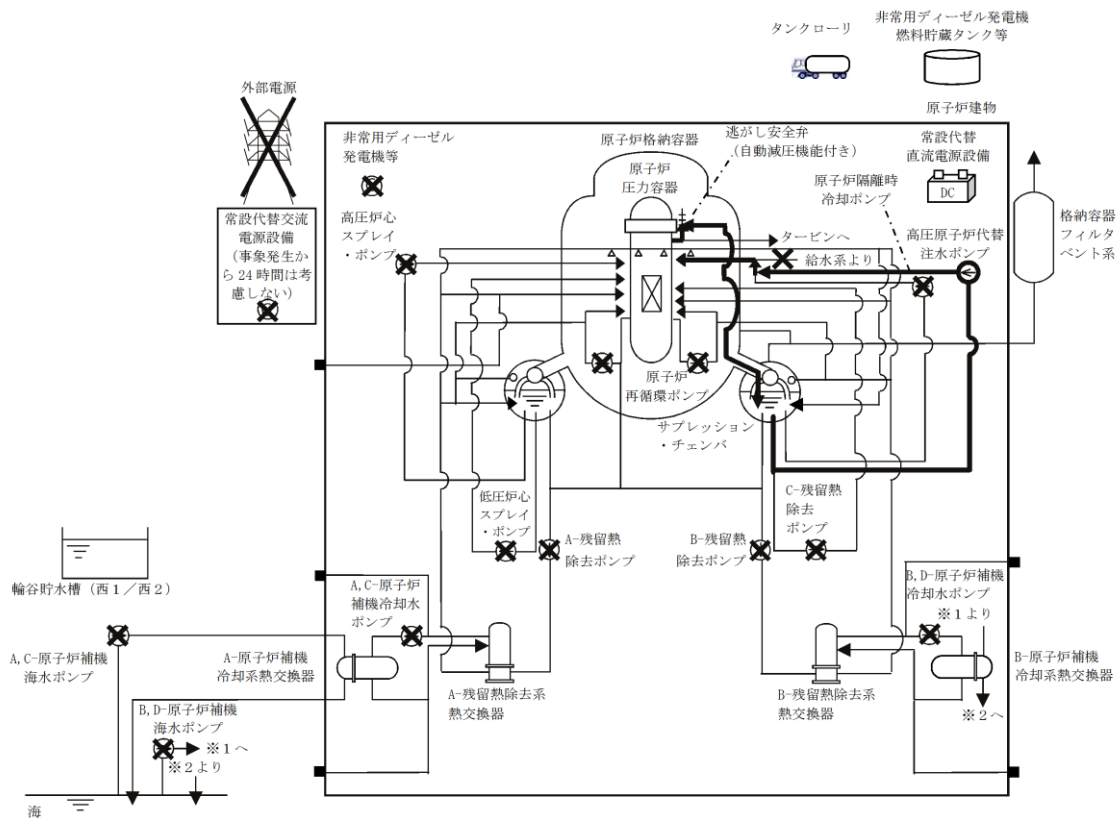 タンクローリ
非常用ディーゼル発電機
燃料貯蔵タンク等
外部電源
原子炉建物
非常用ディーゼル
発電機等
原子炉格納容器
原子炉
圧力容器
逃がし安全弁
(自動減圧機能付き)
常設代替
直流電源設備
DC
原子炉隔離時
冷却ポンプ
格納容器
フィルタ
ベント系
常設代替交流
電源設備
(事象発生か
ら24時間は考
慮しない)
高圧炉心
スプレイ
・ポンプ
タービンへ
給水系より
高圧原子炉代替
注水ポンプ
原子炉
再循環ポンプ
サプレッション
・チェンバ
低圧炉心
スプレイ
・ポンプ
A-残留熱
除去ポンプ
B-残留熱
除去ポンプ
C-残留熱
除去
ポンプ
輪谷貯水槽(西1/西2)
A,C-原子炉
補機冷却水
ポンプ
B,D-原子炉補機
冷却水ポンプ
※1より
A,C-原子炉補機
海水ポンプ
A-原子炉補機
冷却系熱交換器
A-残留熱除去系
熱交換器
B-残留熱除去系
熱交換器
B-原子炉補機
冷却系熱交換器
※2へ
B,D-原子炉補機
海水ポンプ
※1へ
※2より
海